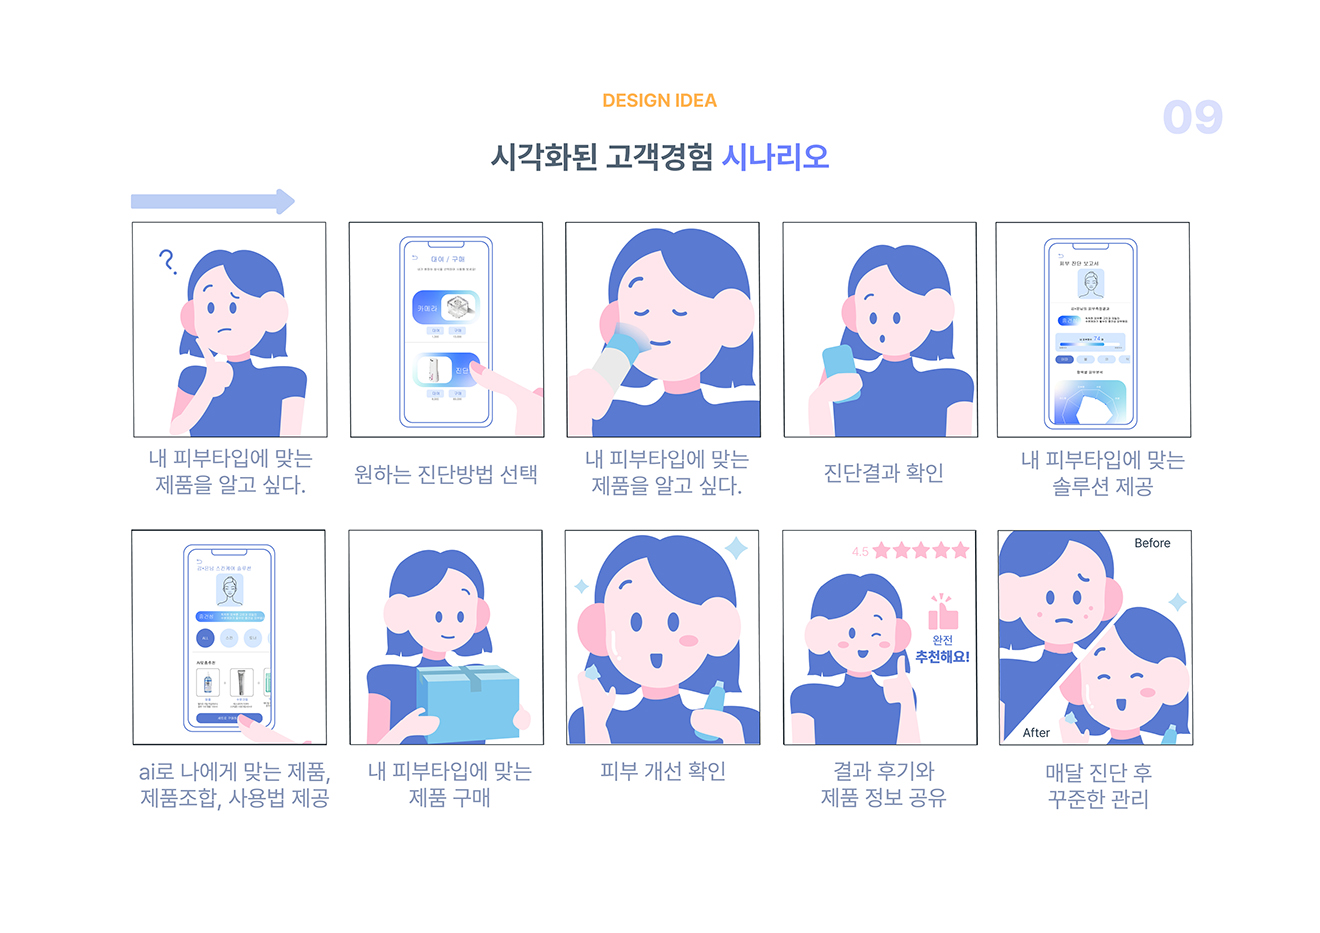 DESIGN IDEA
09
시각화된 고객경험 시나리오
?
대여 / 구매
카메라
대여
구매
진단
대여
구매
피부 진단 보고서
내 피부타입에 맞는
제품을 알고 싶다.
원하는 진단방법 선택
내 피부타입에 맞는
제품을 알고 싶다.
진단결과 확인
내 피부타입에 맞는
솔루션 제공
4.5
완전
추천해요!
Before
After
ai로 나에게 맞는 제품,
제품조합, 사용법 제공
내 피부타입에 맞는
제품 구매
피부 개선 확인
결과 후기와
제품 정보 공유
매달 진단 후
꾸준한 관리